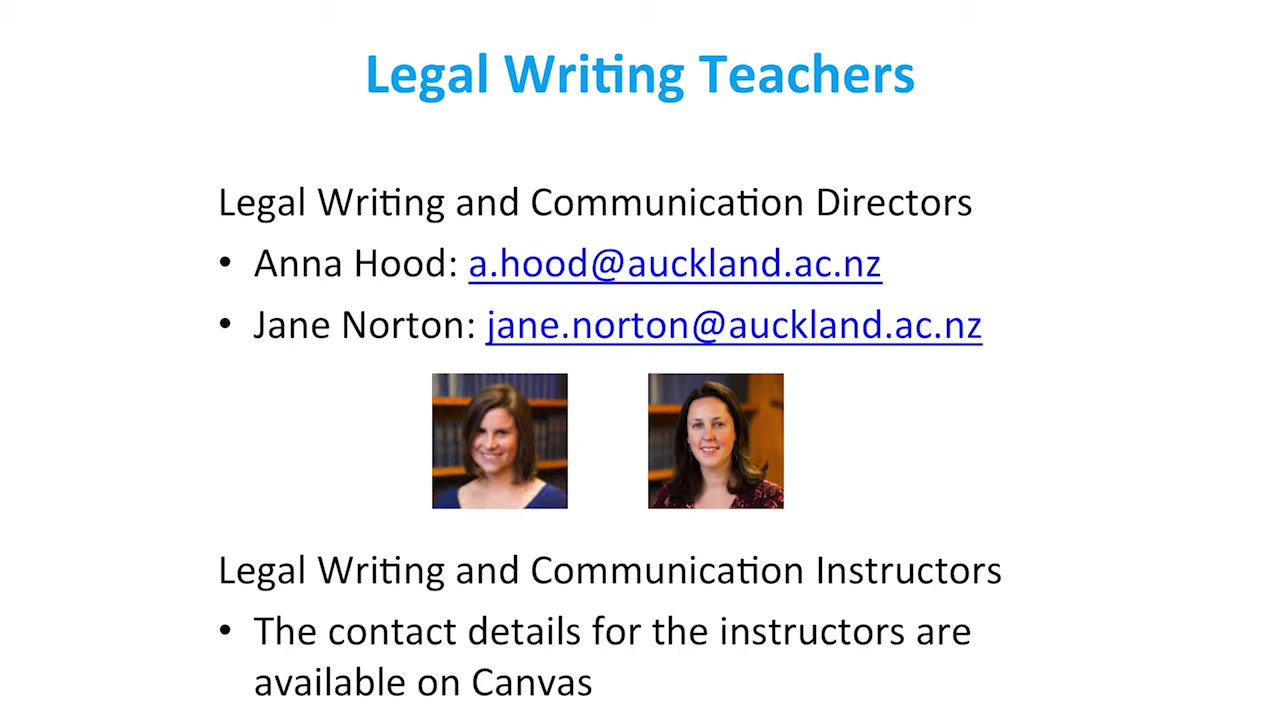 Legal Writing Teachers
Legal Writing and Communication Directors
• Anna Hood: a.hood@auckland.ac.nz
• Jane Norton: jane.norton@auckland.ac.nz
Legal Writing and Communication Instructors
• The contact details for the instructors are
available on Canvas